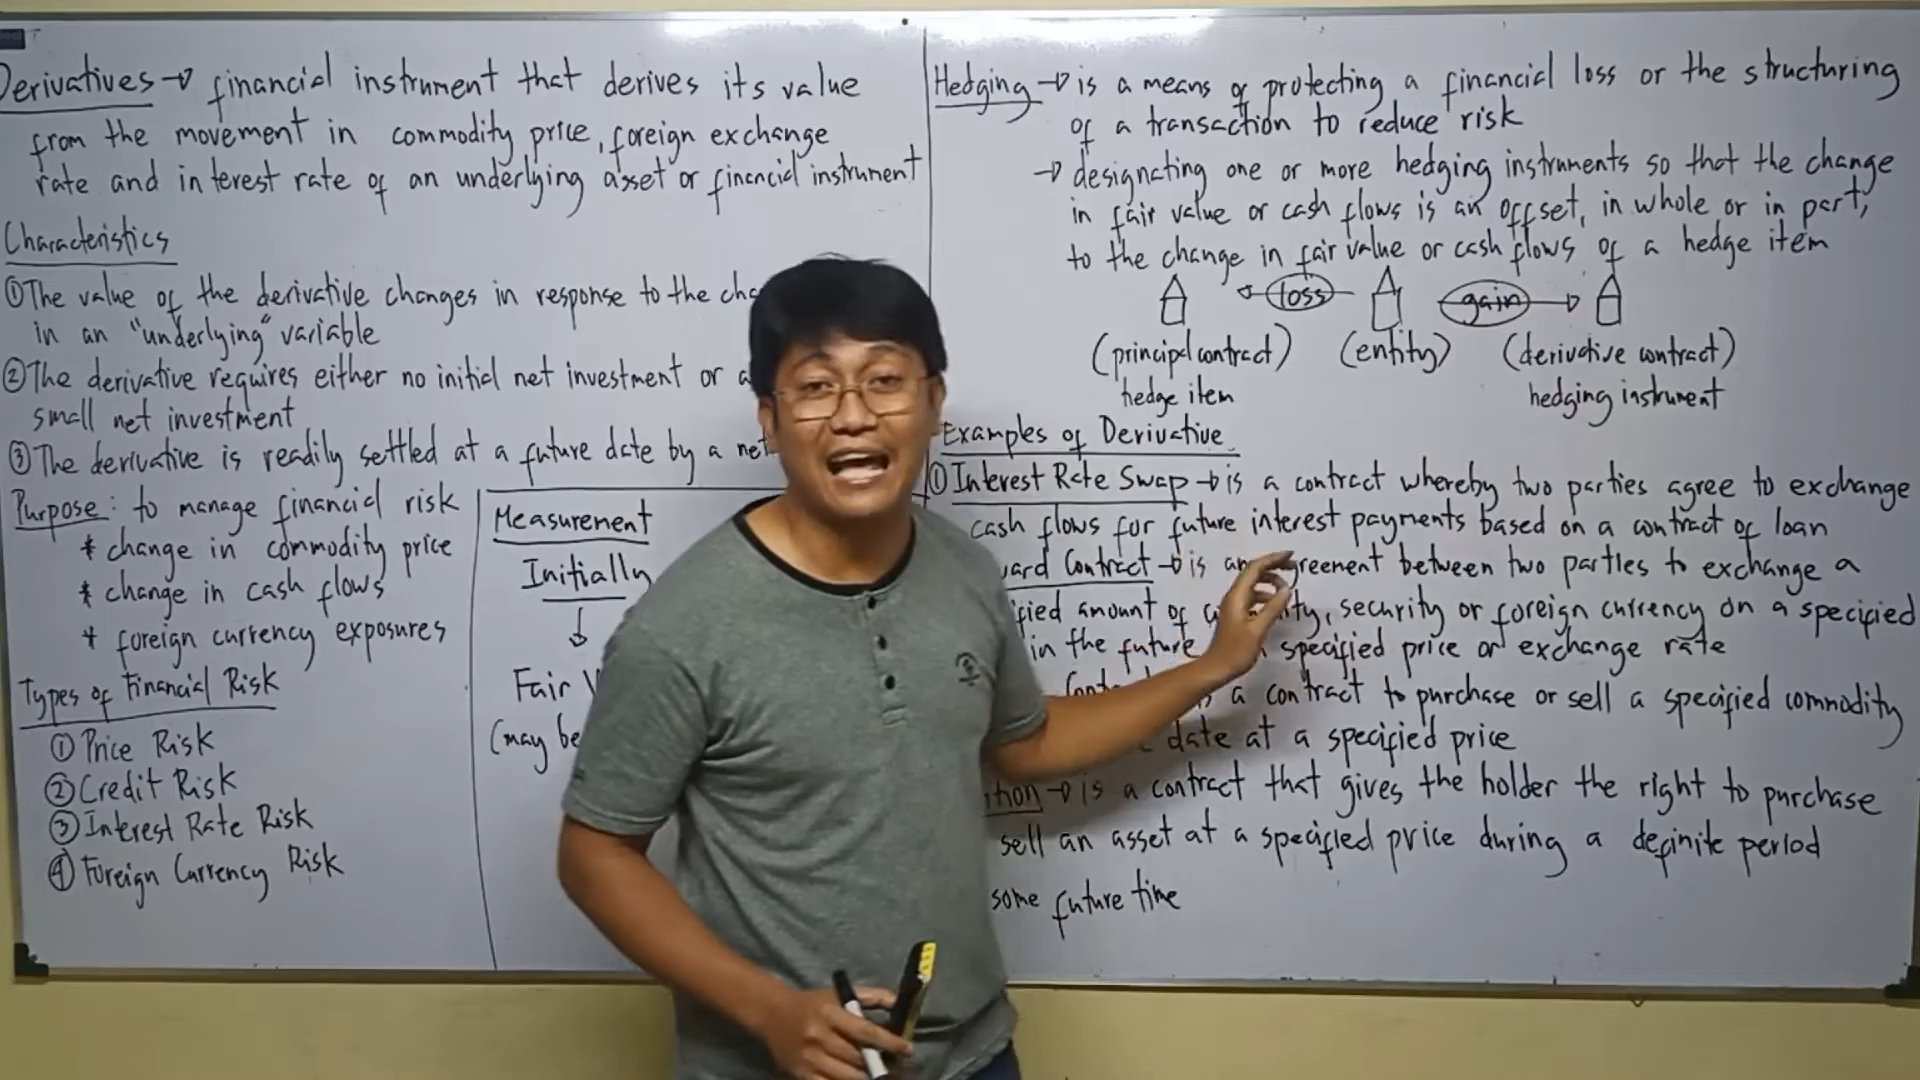 Derivatives → financial instrument that derives its value
from the movement in commodity price, foreign exchange
rate and interest rate of an underlying asset or financial instrument
Characteristics
① The value of the derivative changes in response to the
in an "underlying" variable
② The derivative requires either no initial net investment or a
small net investment
③ The derivative is readily settled at a future date by a net
Purpose: to manage financial risk
* change in commodity price
* change in cash flows
* foreign currency exposures
Types of Financial Risk
① Price Risk
② Credit Risk
③ Interest Rate Risk
④ Foreign Currency Risk
Measurement
Initially
Fair
(may be
Hedging → is a means of protecting a financial loss or the structuring
of a transaction to reduce risk
→ designating one or more hedging instruments so that the change
in fair value or cash flows is an offset, in whole or in part,
to the change in fair value or cash flows of a hedge item
loss gain
(principal contract) (entity) (derivative contract)
hedge item hedging instrument
Examples of Derivative
① Interest Rate Swap → is a contract whereby two parties agree to exchange
cash flows for future interest payments based on a contract of loan
Contract → is an agreement between two parties to exchange a
amount of security or foreign currency on a specified
in the future specified price or exchange rate
a contract to purchase or sell a specified commodity
date at a specified price
→ is a contract that gives the holder the right to purchase
sell an asset at a specified price during a definite period
some future time